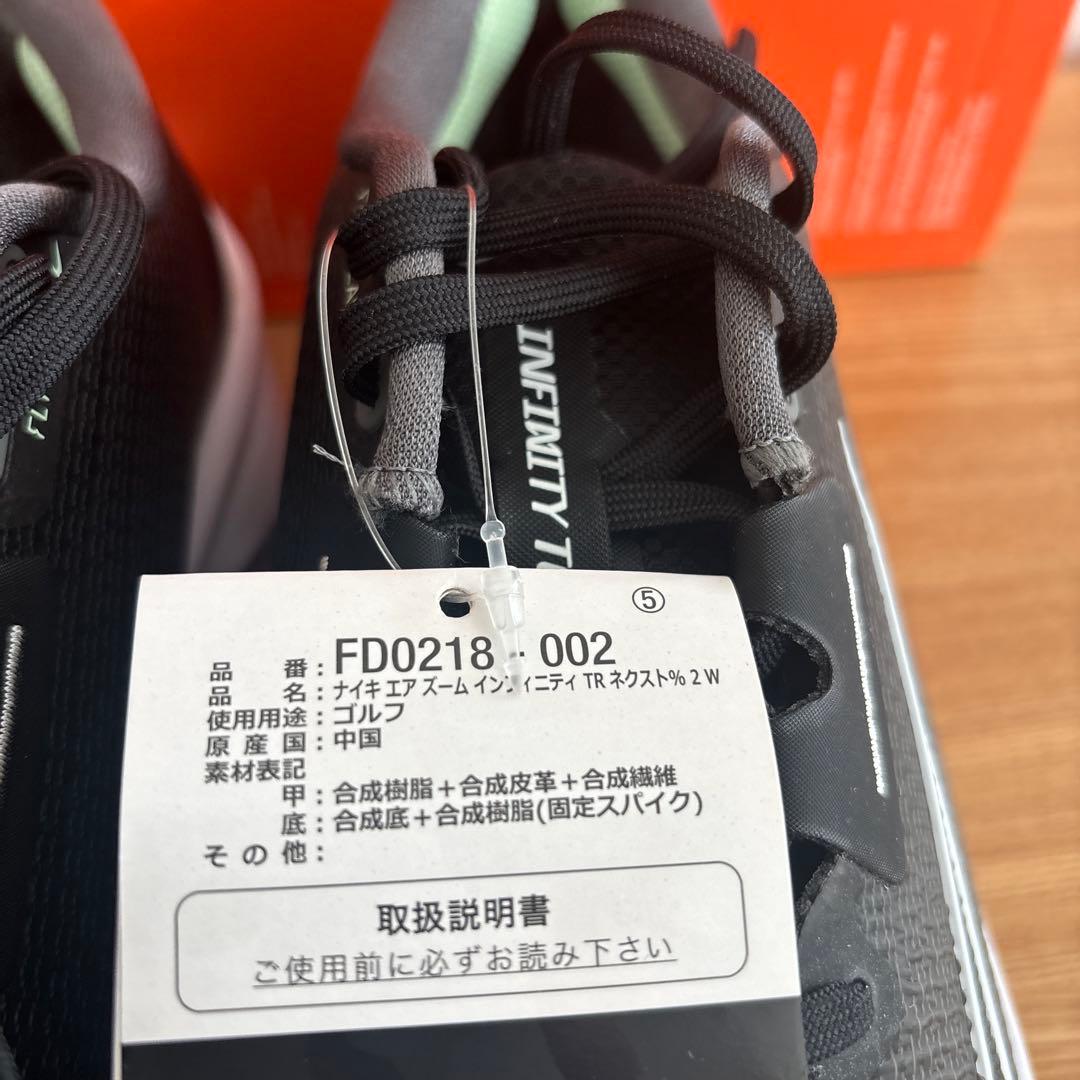 INFINITY
⑤
品 番 : FD0218 - 002
品 名 : ナイキ エア ズーム インフィニティ TR ネクスト% 2 W
使用用途 : ゴルフ
原 産 国 : 中国
素材表記
甲 : 合成樹脂+合成皮革+合成繊維
底 : 合成底+合成樹脂(固定スパイク)
そ の 他 :
取扱説明書
ご使用前に必ずお読み下さい